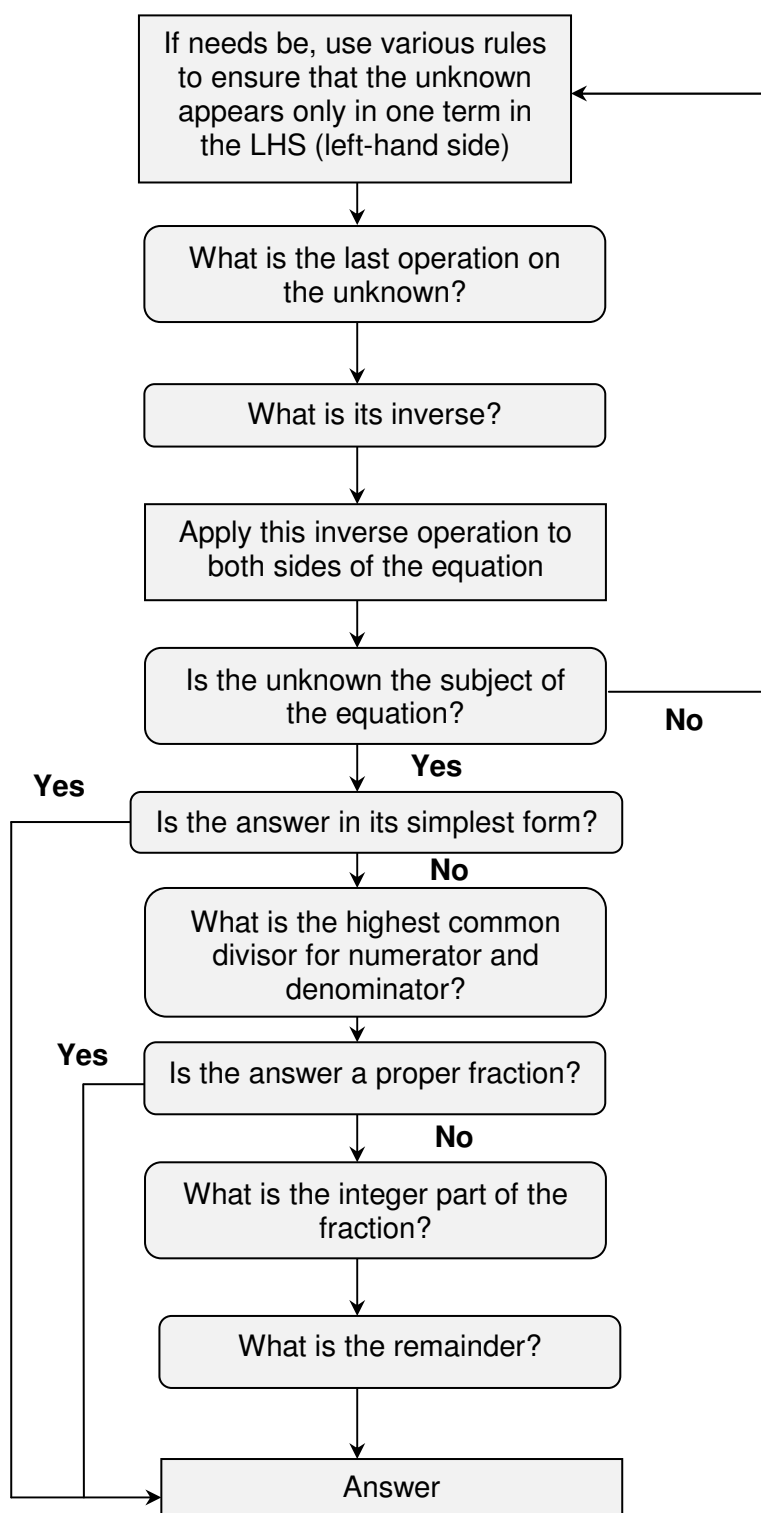 If needs be, use various rules
to ensure that the unknown
appears only in one term in
the LHS (left-hand side)
What is the last operation on
the unknown?
What is its inverse?
Apply this inverse operation to
both sides of the equation
Is the unknown the subject of
the equation?
No
Yes
Yes
Is the answer in its simplest form?
No
What is the highest common
divisor for numerator and
denominator?
Yes
Is the answer a proper fraction?
No
What is the integer part of the
fraction?
What is the remainder?
Answer